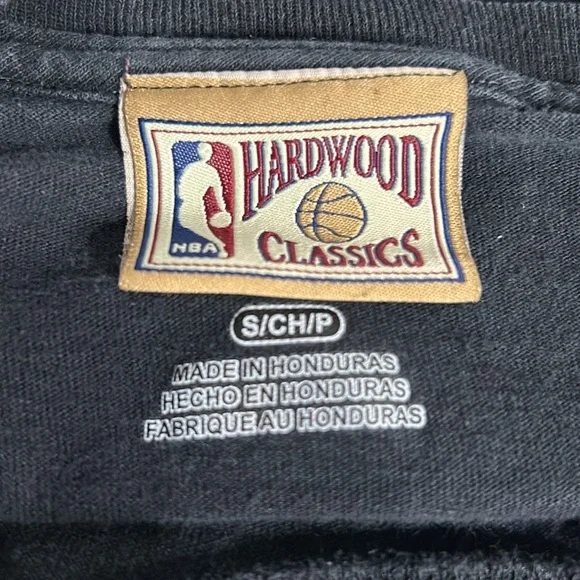 HARDWOOD
NBA
CLASSICS
S/CH/P
MADE IN HONDURAS
HECHO EN HONDURAS
FABRIQUE AU HONDURAS